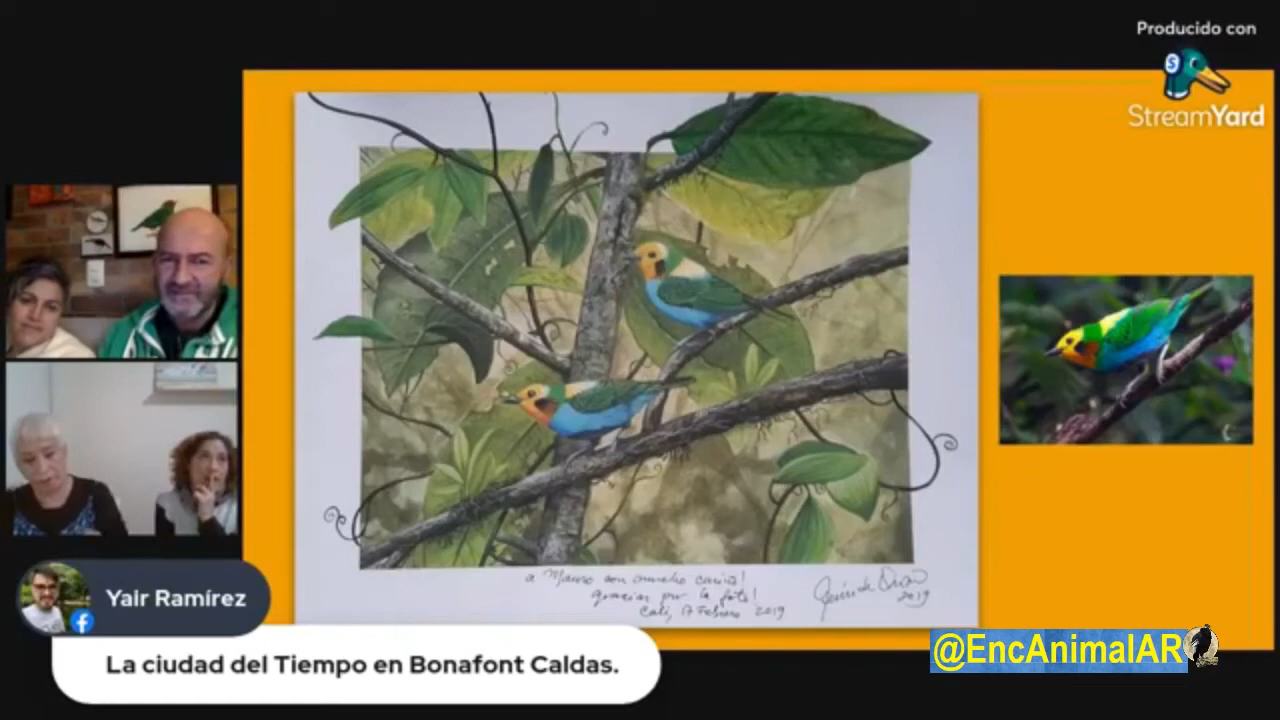 Producido con
StreamYard
a Mauro con mucho cariño!
gracias por la foto!
Cali, 17 Febrero 2019
2019
Yair Ramírez
La ciudad del Tiempo en Bonafont Caldas.
@EncAnimalAR